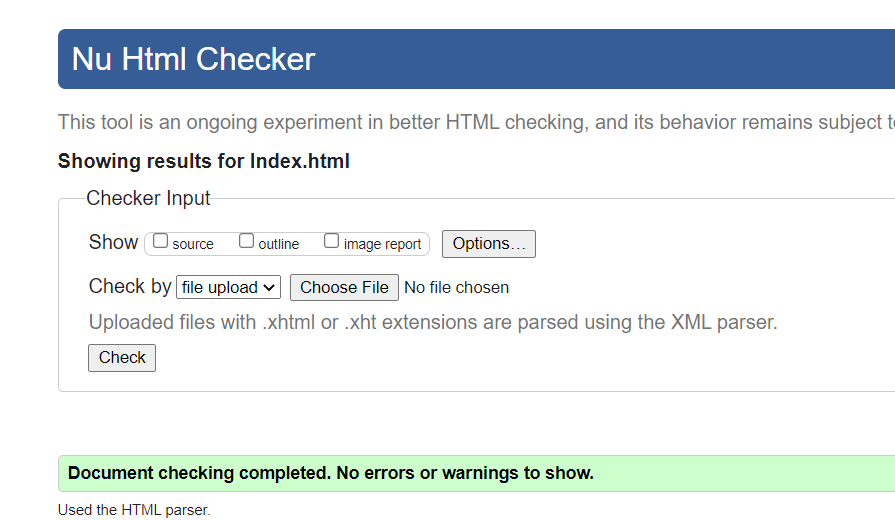 Nu Html Checker
This tool is an ongoing experiment in better HTML checking, and its behavior remains subject
Showing results for Index.html
Checker Input
Show source outline image report Options…
Check by file upload Choose File No file chosen
Uploaded files with .xhtml or .xht extensions are parsed using the XML parser.
Check
Document checking completed. No errors or warnings to show.
Used the HTML parser.